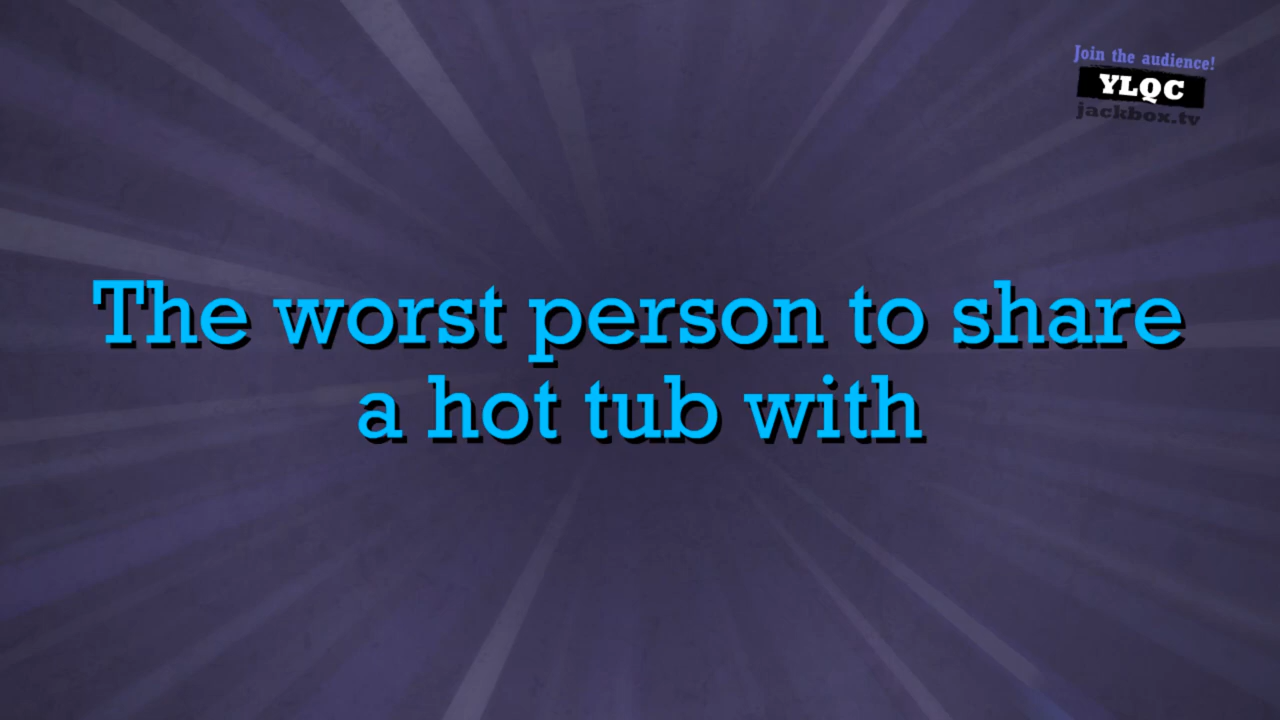 Join the audience!
YLQC
jackbox.tv
The worst person to share
a hot tub with